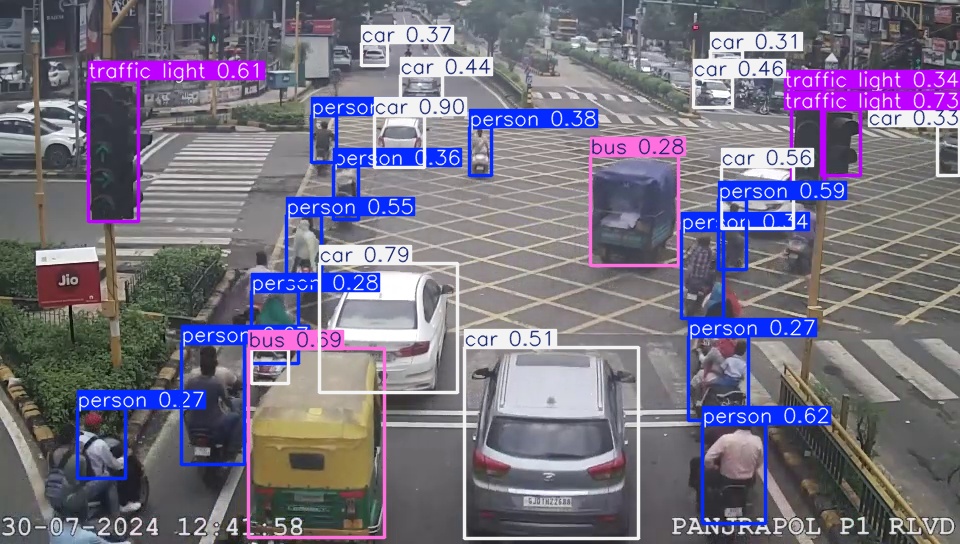 car 0.37
car 0.31
car 0.44
car 0.46
traffic light 0.61
traffic light 0.34
traffic light 0.73
person
car 0.90
person 0.38
car 0.33
bus 0.28
person 0.36
car 0.56
person 0.59
person 0.55
person 0.34
car 0.79
Jio
person 0.28
person
bus 0.69
car 0.51
person 0.27
person 0.27
person 0.62
30-07-2024 12:41:58
PANJRAPOL P1 RLVD